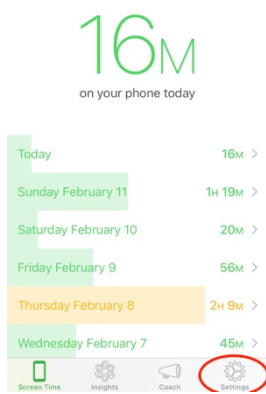 16M
on your phone today
Today 16M >
Sunday February 11 1H 19M >
Saturday February 10 20M >
Friday February 9 56M >
Thursday February 8 2H 9M >
Wednesday February 7 45M >
Screen Time Insights Coach Settings